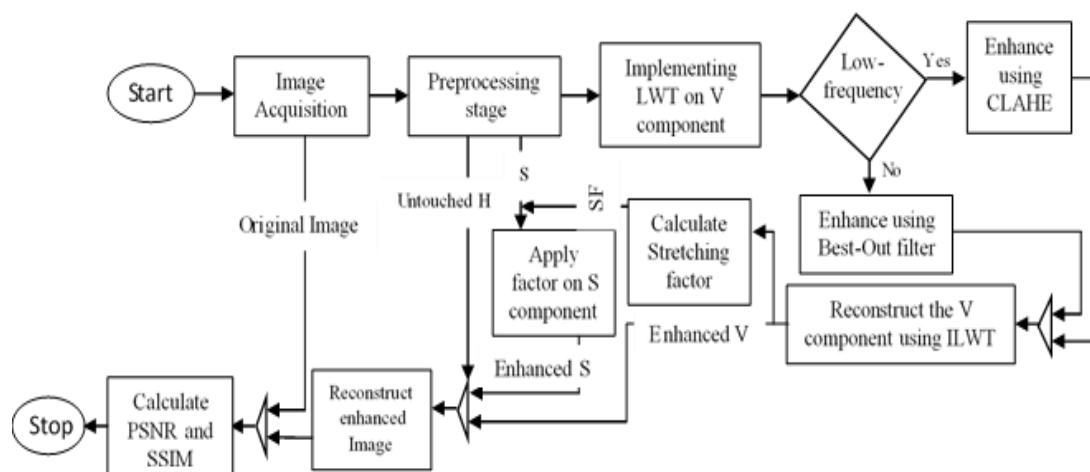 Start
Image
Acquisition
Preprocessing
stage
Implementing
LWT on V
component
Low-
frequency
Yes
Enhance
using
CLAHE
No
S
Untouched H
Original Image
SF
Apply
factor on S
component
Calculate
Stretching
factor
Enhance using
Best-Out filter
Reconstruct the V
component using ILWT
Enhanced V
Enhanced S
Stop
Calculate
PSNR and
SSIM
Reconstruct
enhanced
Image